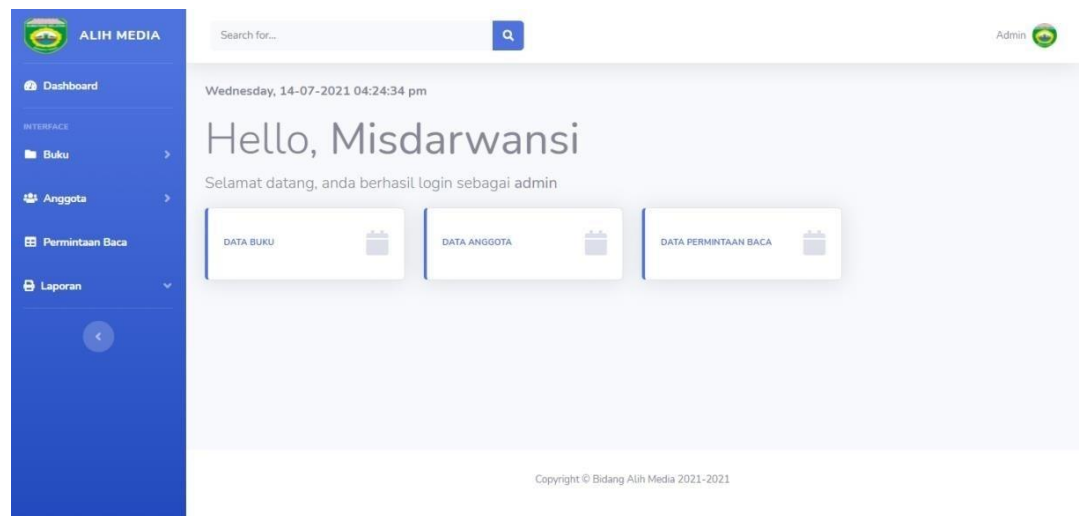 ALIH MEDIA
Dashboard
INTERFACE
Buku
Anggota
Permintaan Baca
Laporan
Search for...
Admin
Wednesday, 14-07-2021 04:24:34 pm
Hello, Misdarwansi
Selamat datang, anda berhasil login sebagai admin
DATA BUKU
DATA ANGGOTA
DATA PERMINTAAN BACA
Copyright © Bidang Alih Media 2021-2021